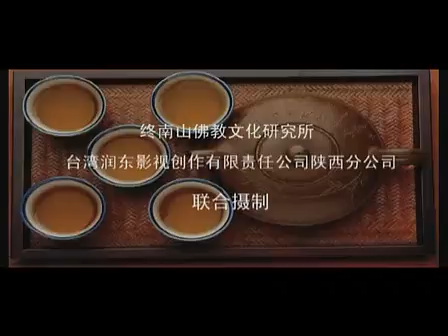 终南山佛教文化研究所
台湾润东影视创作有限责任公司陕西分公司
联合摄制